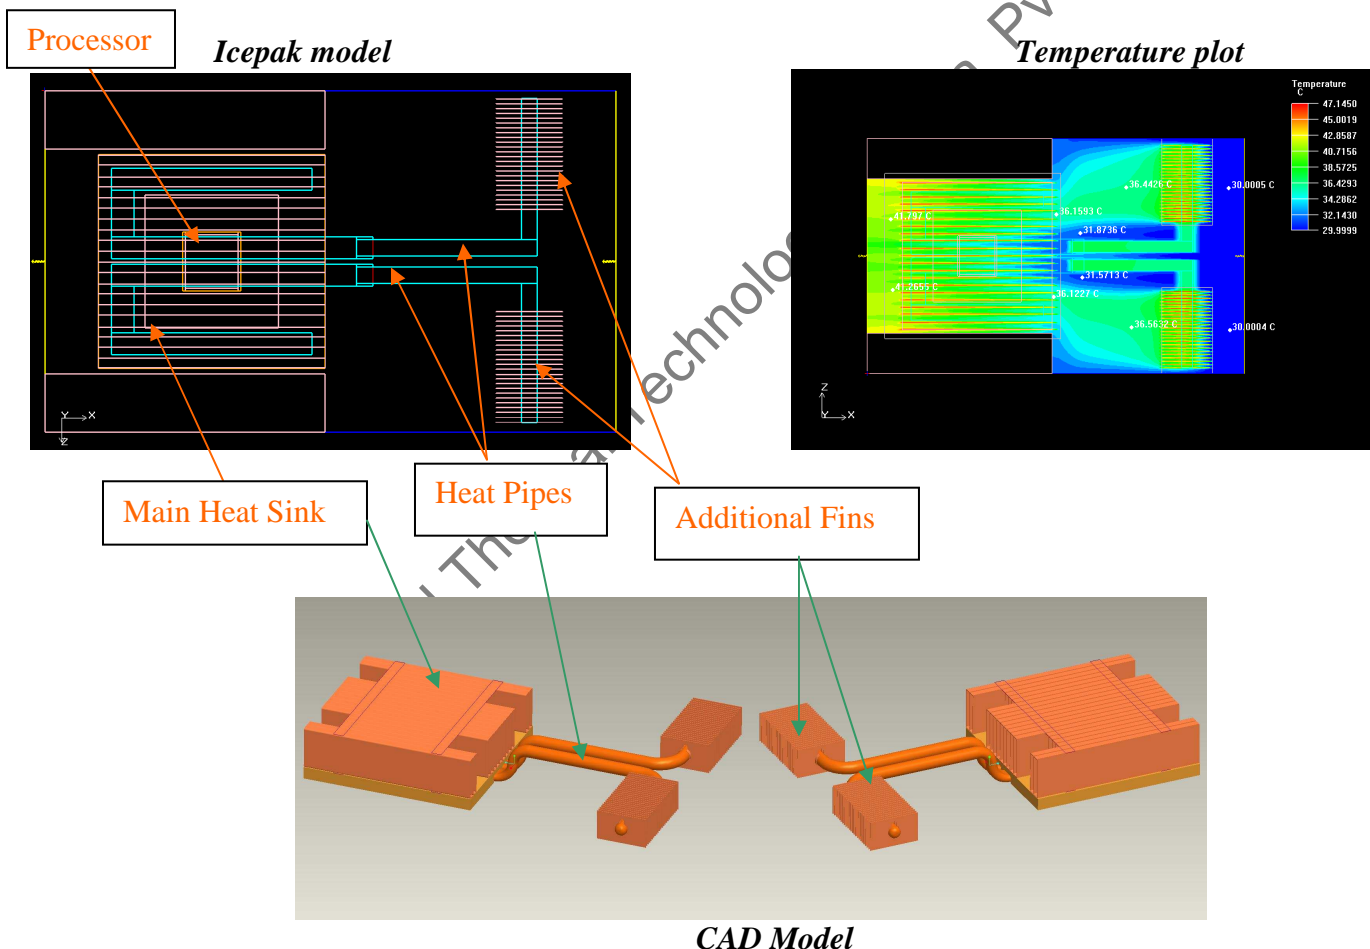 Processor
Icepak model
Temperature plot
Temperature
C
47.1450
45.0019
42.8587
40.7156
38.5725
36.4293
34.2862
32.1430
29.9999
36.4426 C
30.0005 C
36.1593 C
31.8736 C
31.5713 C
36.1227 C
36.5632 C
30.0004 C
Y X
Z
Z
Y X
Main Heat Sink
Heat Pipes
Additional Fins
CAD Model